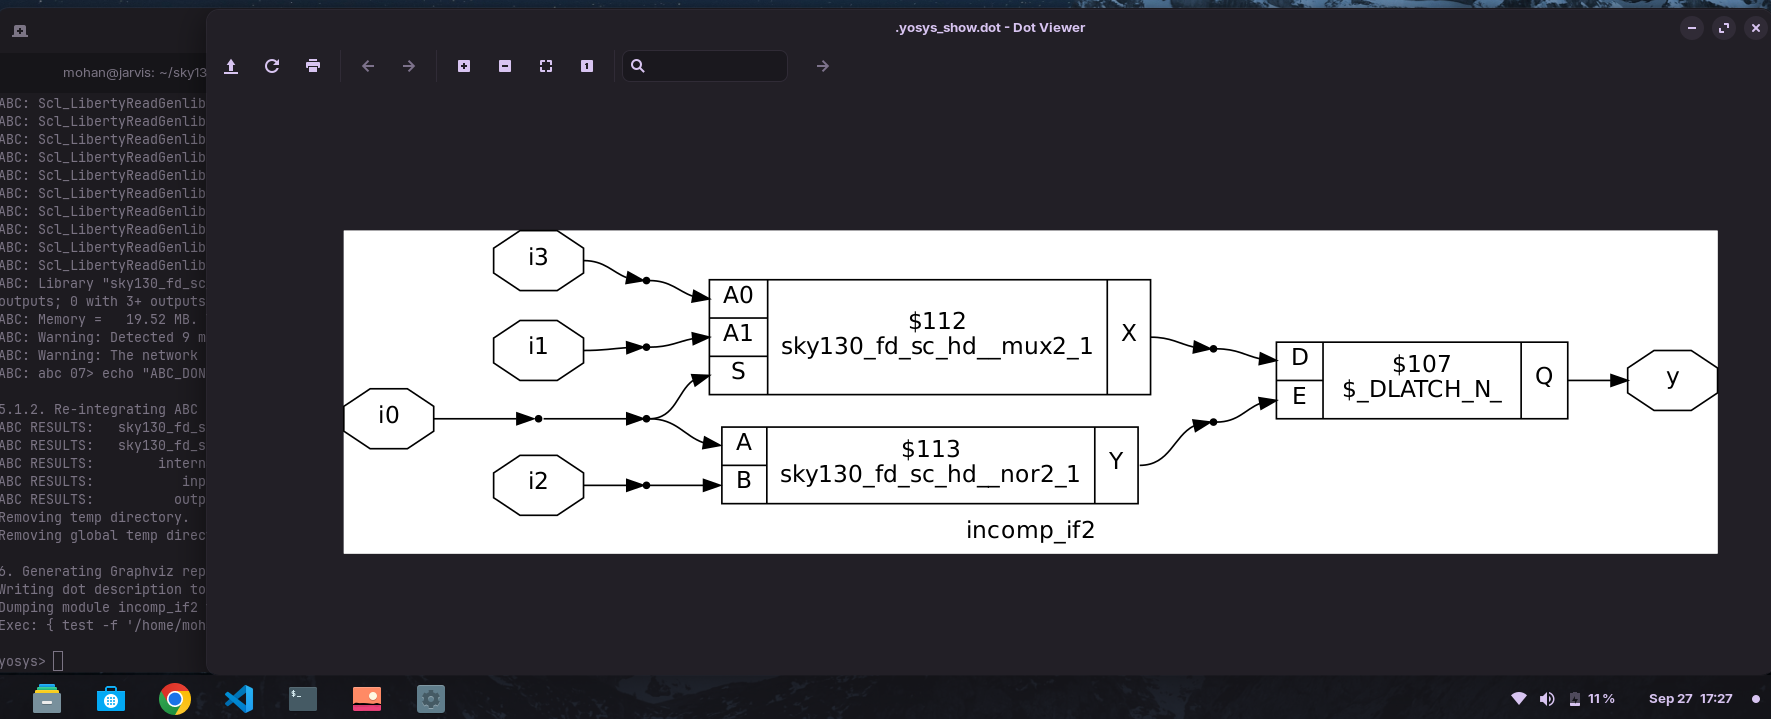 .yosys_show.dot - Dot Viewer
mohan@jarvis: ~/sky13
1
ABC: Scl_LibertyReadGenlib
ABC: Scl_LibertyReadGenlib
ABC: Scl_LibertyReadGenlib
ABC: Scl_LibertyReadGenlib
ABC: Scl_LibertyReadGenlib
ABC: Scl_LibertyReadGenlib
ABC: Scl_LibertyReadGenlib
ABC: Scl_LibertyReadGenlib
ABC: Scl_LibertyReadGenlib
ABC: Scl_LibertyReadGenlib
ABC: Library "sky130_fd_sc
outputs; 0 with 3+ outputs
ABC: Memory =   19.52 MB.
ABC: Warning: Detected 9 m
ABC: Warning: The network
ABC: abc 07> echo "ABC_DON
5.1.2. Re-integrating ABC
ABC RESULTS:   sky130_fd_s
ABC RESULTS:   sky130_fd_s
ABC RESULTS:        intern
ABC RESULTS:           inp
ABC RESULTS:          outp
Removing temp directory.
Removing global temp direc
6. Generating Graphviz rep
Writing dot description to
Dumping module incomp_if2
Exec: { test -f '/home/moh
yosys>
i3
i1
i0
i2
A0
A1
S
$112
sky130_fd_sc_hd__mux2_1
X
A
B
$113
sky130_fd_sc_hd__nor2_1
Y
D
E
$107
$_DLATCH_N_
Q
y
incomp_if2
$-
11 %
Sep 27 17:27